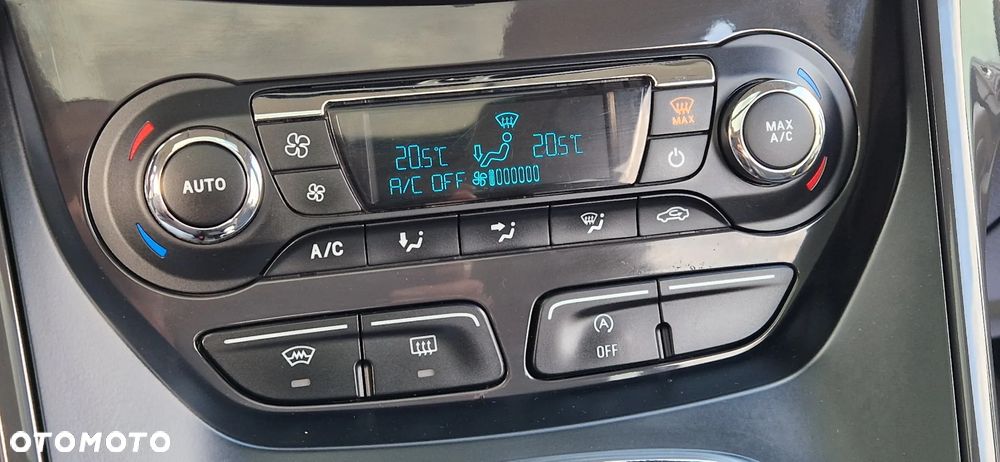 MAX
MAX
A/C
AUTO
20.5°C 20.5°C
A/C OFF
A/C
A
OFF
OTOMOTO